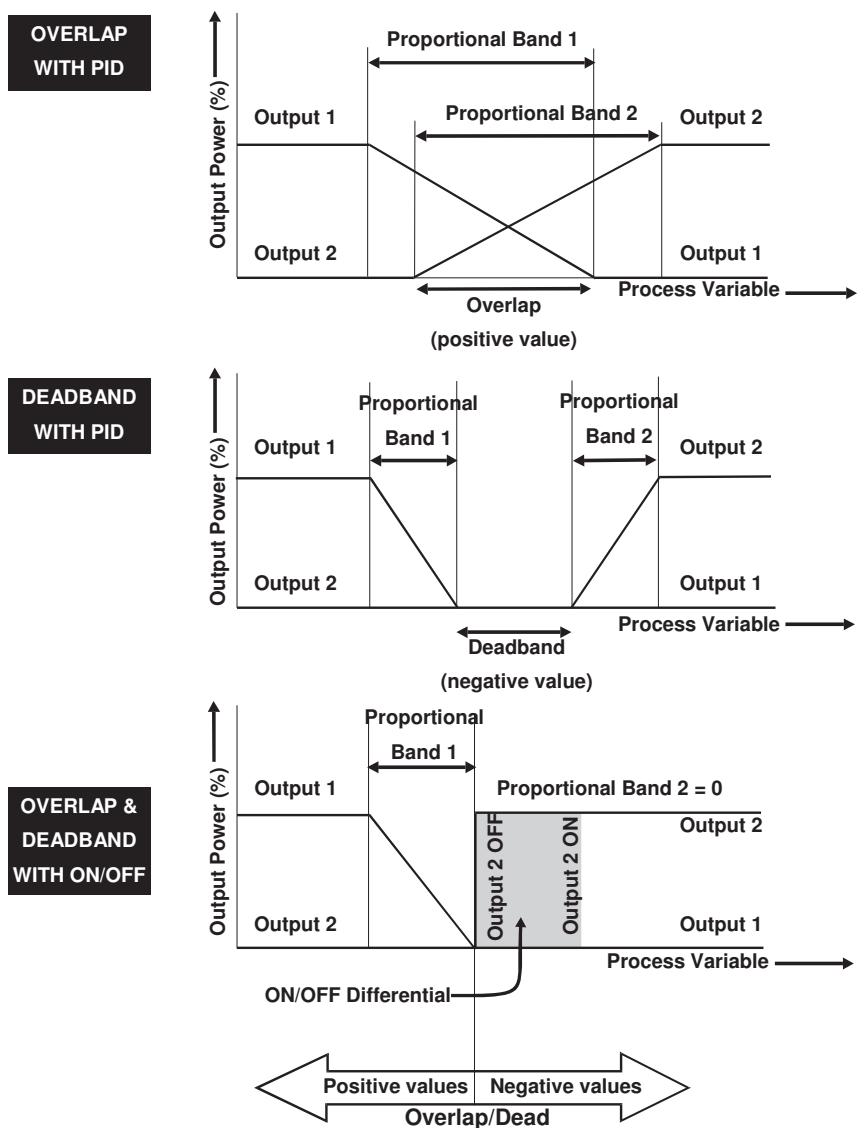 OVERLAP
WITH PID
Output Power (%)
Proportional Band 1
Output 1
Proportional Band 2
Output 2
Output 2
Output 1
Process Variable
Overlap
(positive value)
DEADBAND
WITH PID
Output Power (%)
Proportional
Band 1
Proportional
Band 2
Output 1
Output 2
Output 2
Output 1
Process Variable
Deadband
(negative value)
OVERLAP &
DEADBAND
WITH ON/OFF
Output Power (%)
Proportional
Band 1
Output 1
Proportional Band 2 = 0
Output 2 OFF
Output 2 ON
Output 2
Output 2
Output 1
Process Variable
ON/OFF Differential
Positive values
Negative values
Overlap/Dead